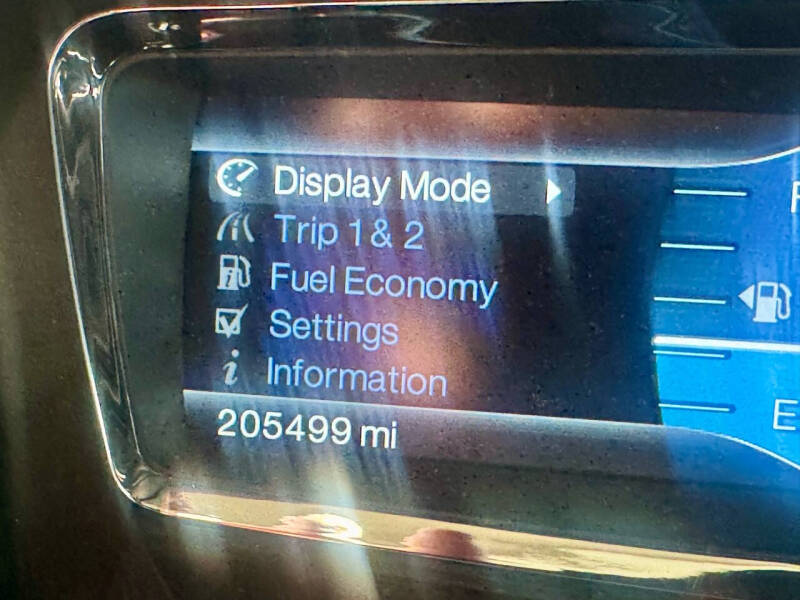 Display Mode
Trip 1 & 2
Fuel Economy
Settings
Information
205499 mi
E